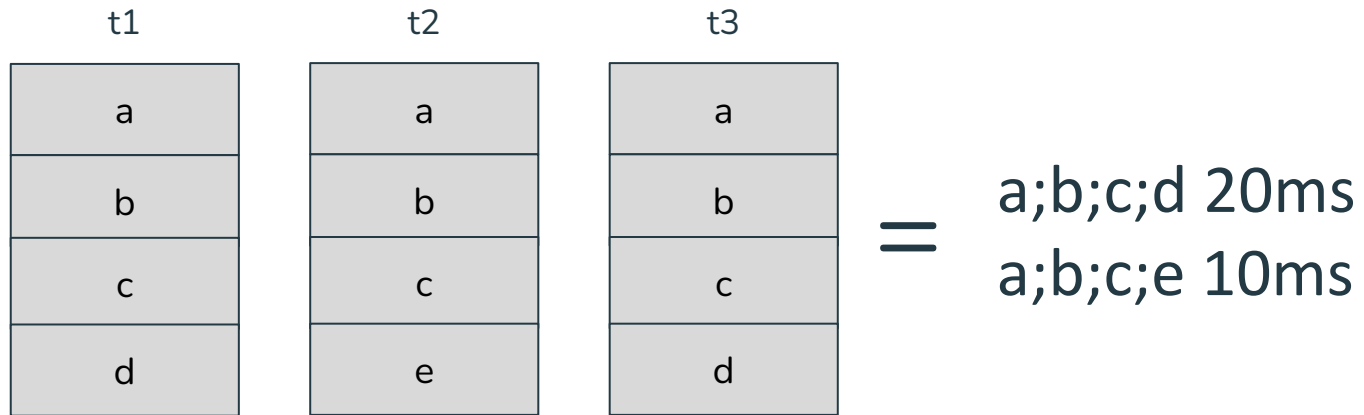 t1 t2 t3
a a a
b b b
c c c
d e d
=
a;b;c;d 20ms
a;b;c;e 10ms